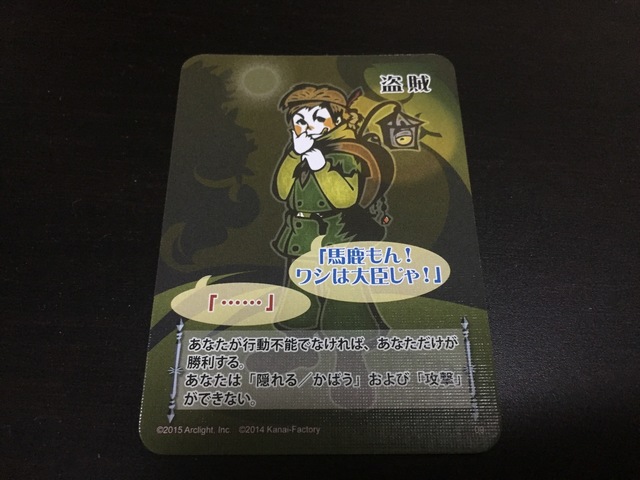 盗賊
『馬鹿もん！
ワシは大臣じゃ！』
『……』
あなたが行動不能でなければ、あなただけが
勝利する。
あなたは「隠れる／かばう」および「攻撃」
ができない。
©2015 Arclight, Inc ©2014 Kanai-Factory